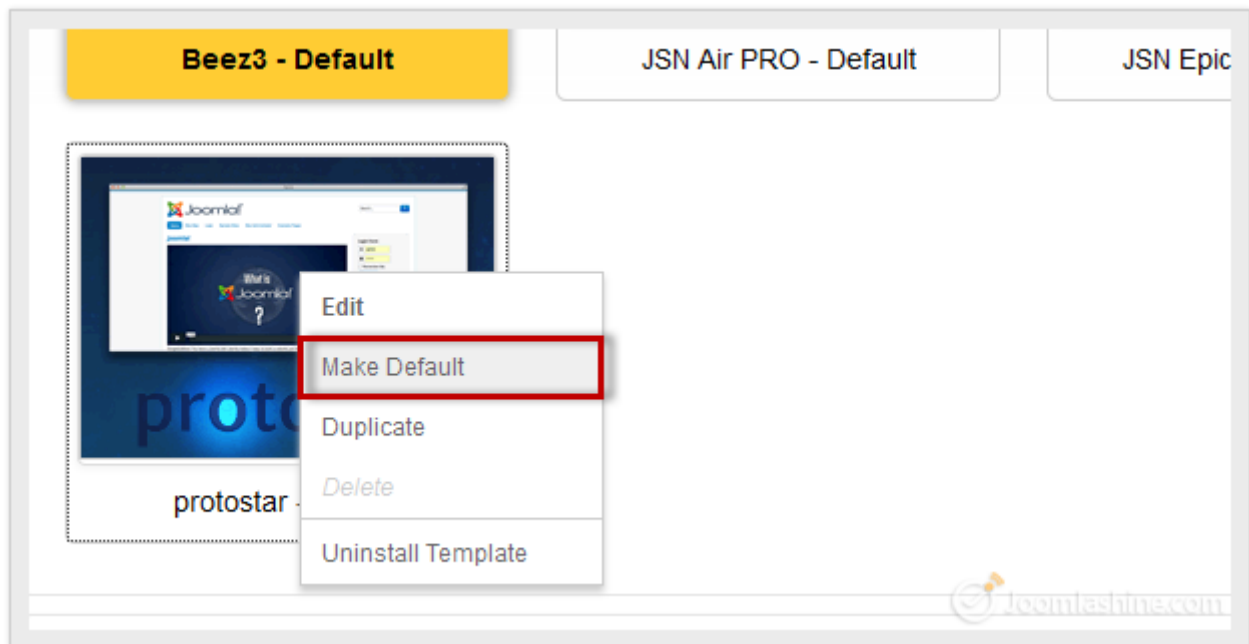 Beez3 - Default
JSN Air PRO - Default
JSN Epic
Joomla!
What is
Joomla!
?
Edit
Make Default
Duplicate
Delete
Uninstall Template
proto
protostar -
Joomlashine.com